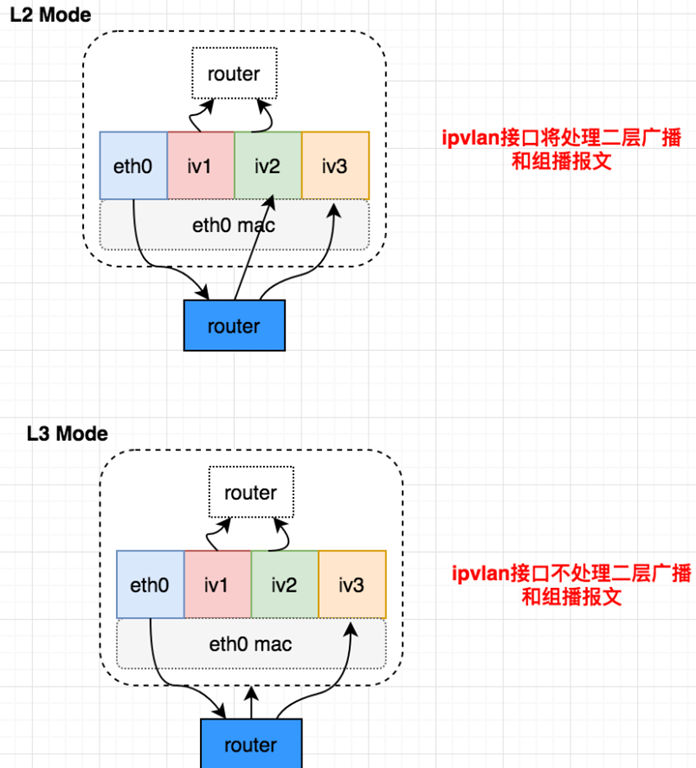 L2 Mode
router
eth0
iv1
iv2
iv3
eth0 mac
router
ipvlan接口将处理二层广播
和组播报文
L3 Mode
router
eth0
iv1
iv2
iv3
eth0 mac
router
ipvlan接口不处理二层广播
和组播报文